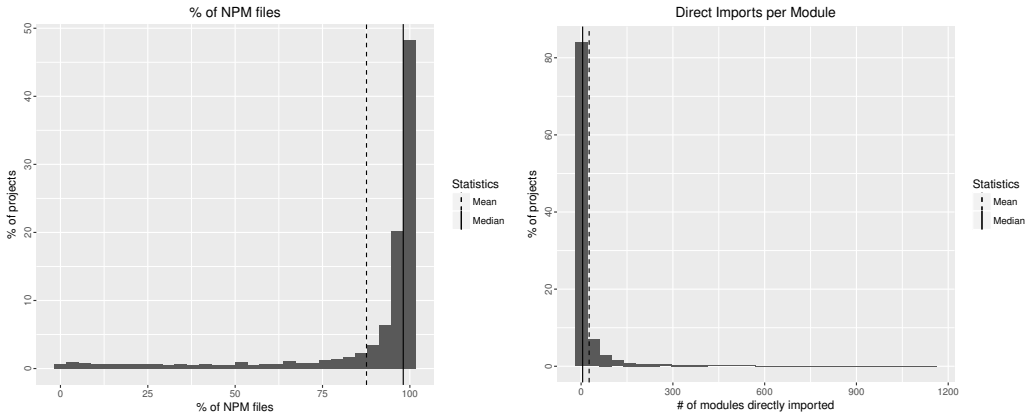 % of NPM files
50
40
30
20
10
0
% of projects
0
25
50
75
100
% of NPM files
Statistics
Mean
Median
Direct Imports per Module
80
60
40
20
0
% of projects
0
300
600
900
1200
# of modules directly imported
Statistics
Mean
Median